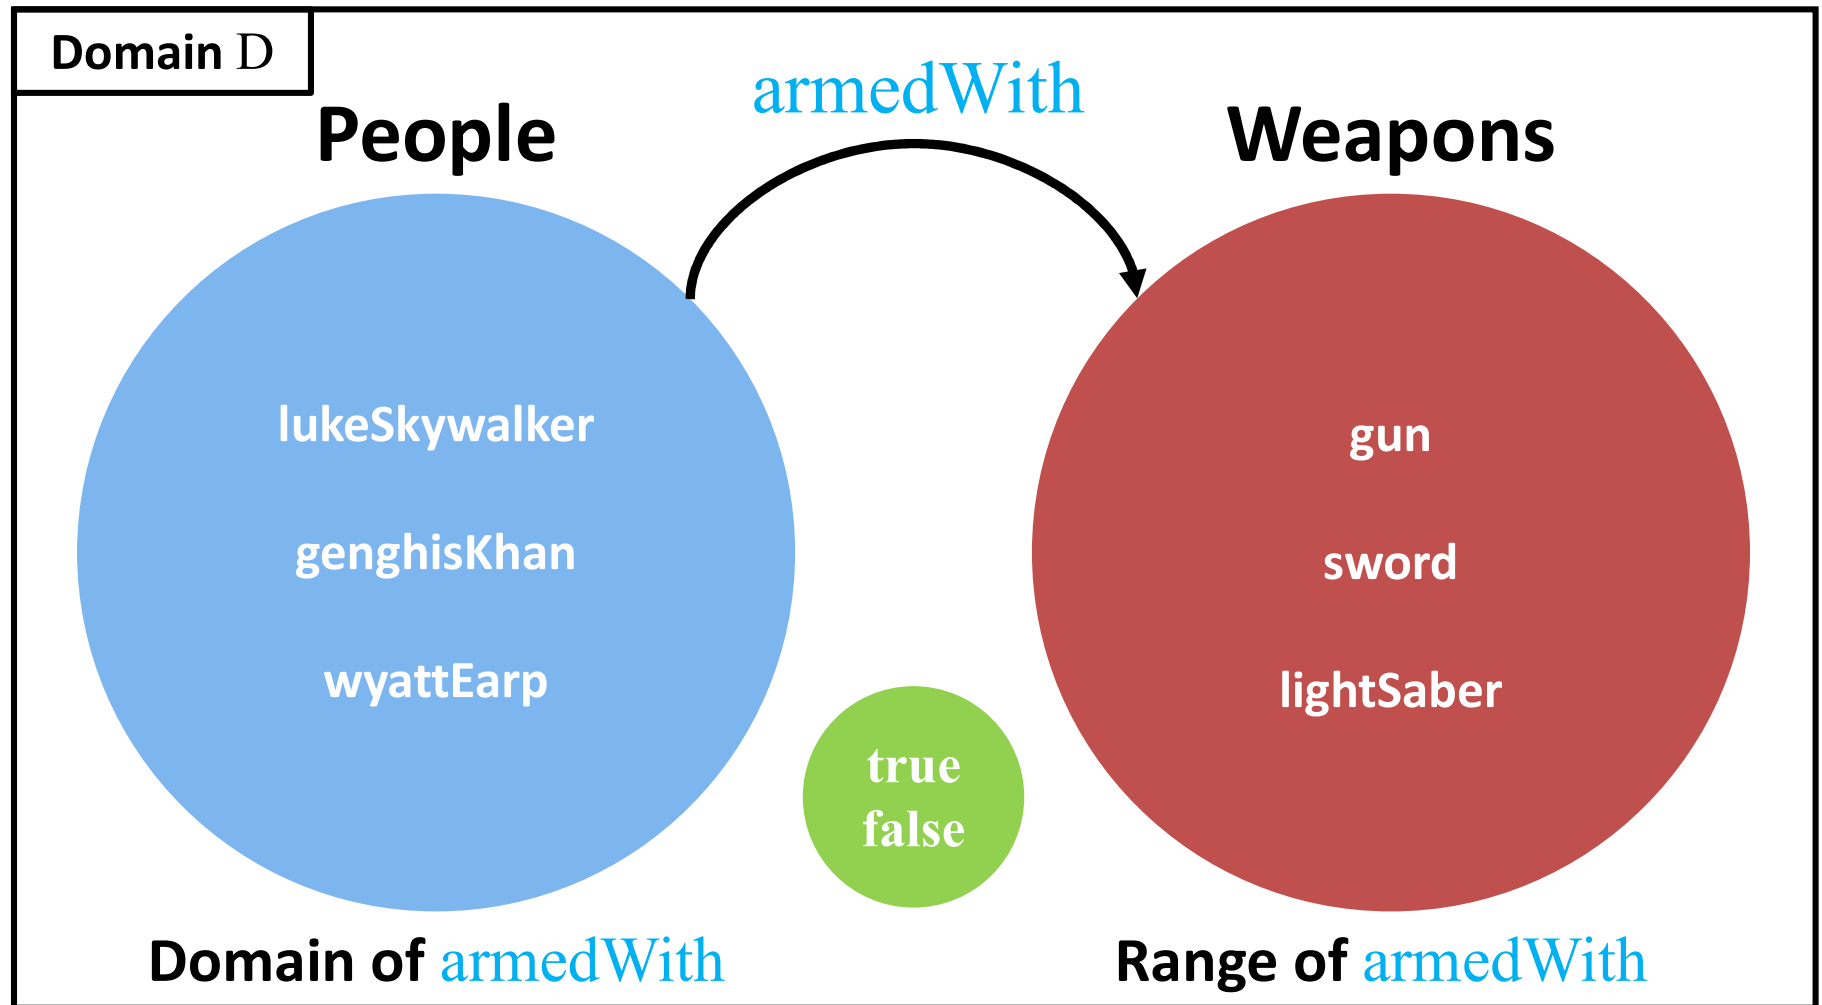 Domain D
armedWith
People
Weapons
lukeSkywalker
genghisKhan
wyattEarp
gun
sword
lightSaber
true
false
Domain of armedWith
Range of armedWith